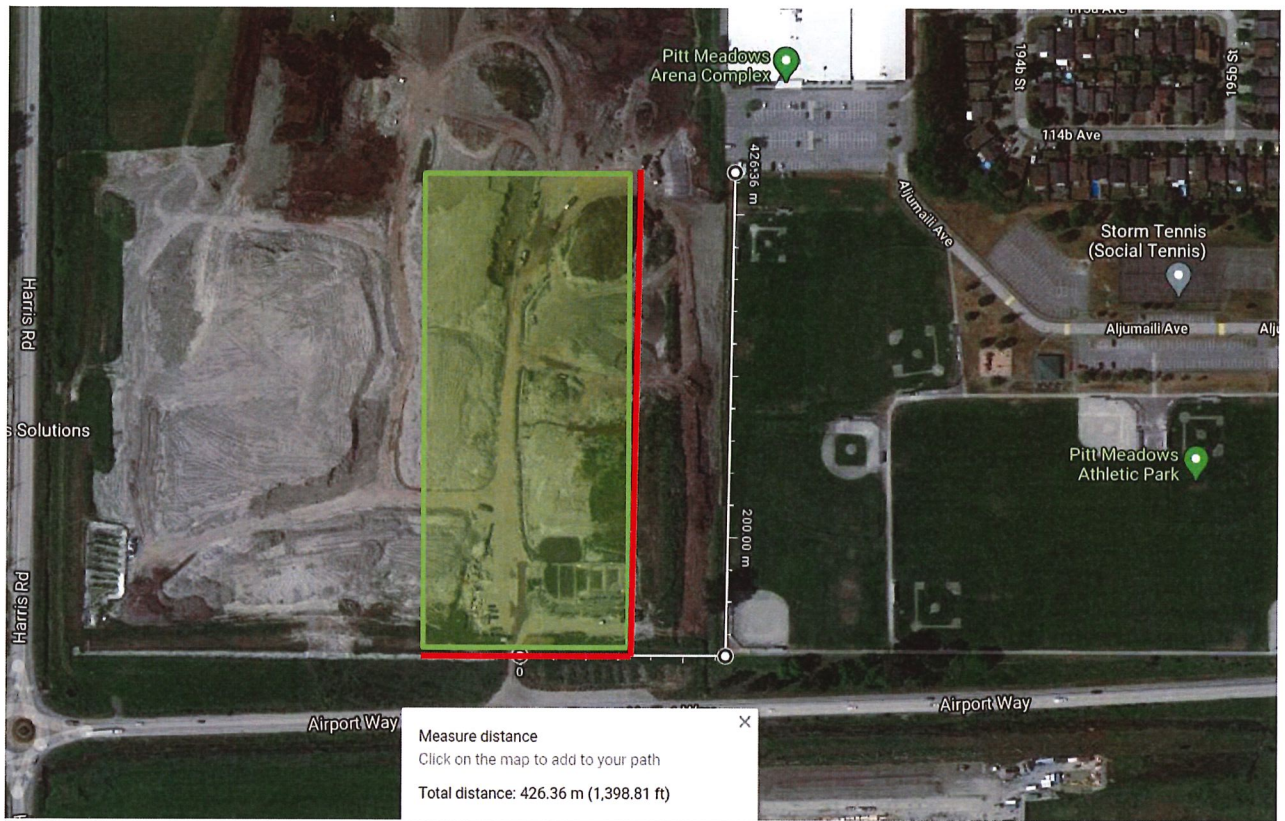 115a Ave
Pitt Meadows
Arena Complex
194b St
195b St
114b Ave
426.36 m
Aljumaili Ave
Storm Tennis
(Social Tennis)
Harris Rd
Aljumaili Ave
Alju
s Solutions
Pitt Meadows
Athletic Park
200.00 m
Harris Rd
0
Airport Way
Airport Way
Measure distance
Click on the map to add to your path
Total distance: 426.36 m (1,398.81 ft)